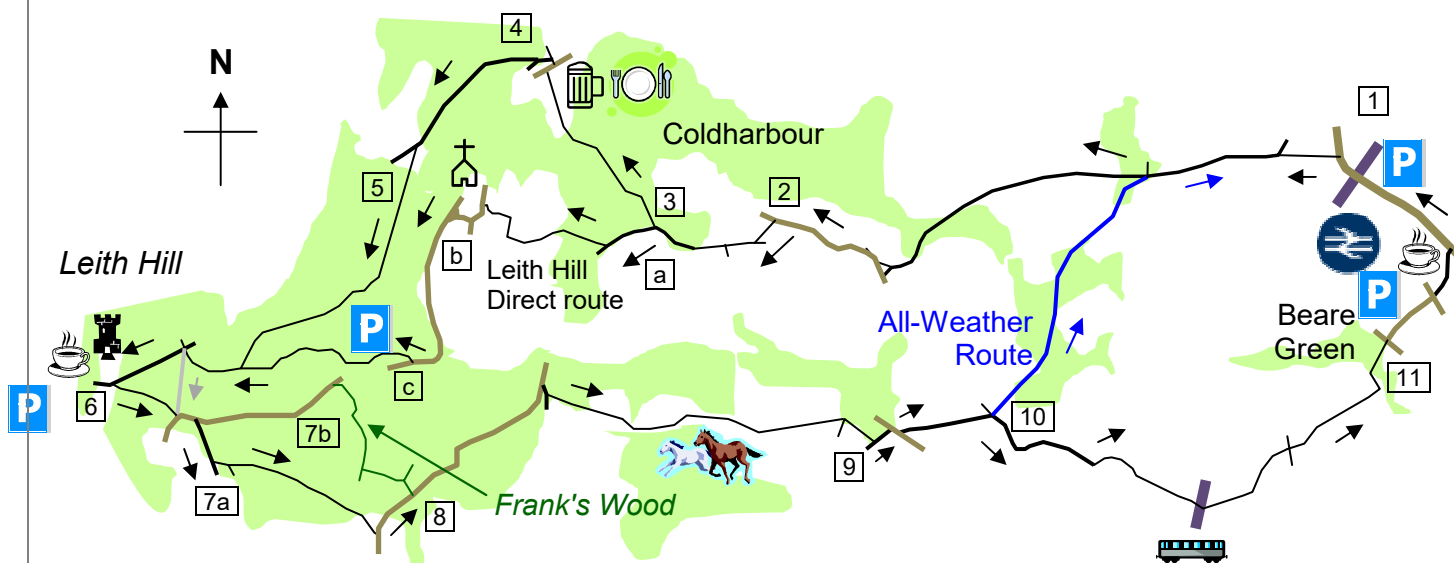 4
N
1
P
Coldharbour
5
3
2
b
a
Leith Hill
Direct route
Leith Hill
P
P
All-Weather
Route
Beare
Green
c
6
P
7b
10
11
9
7a
8
Frank's Wood